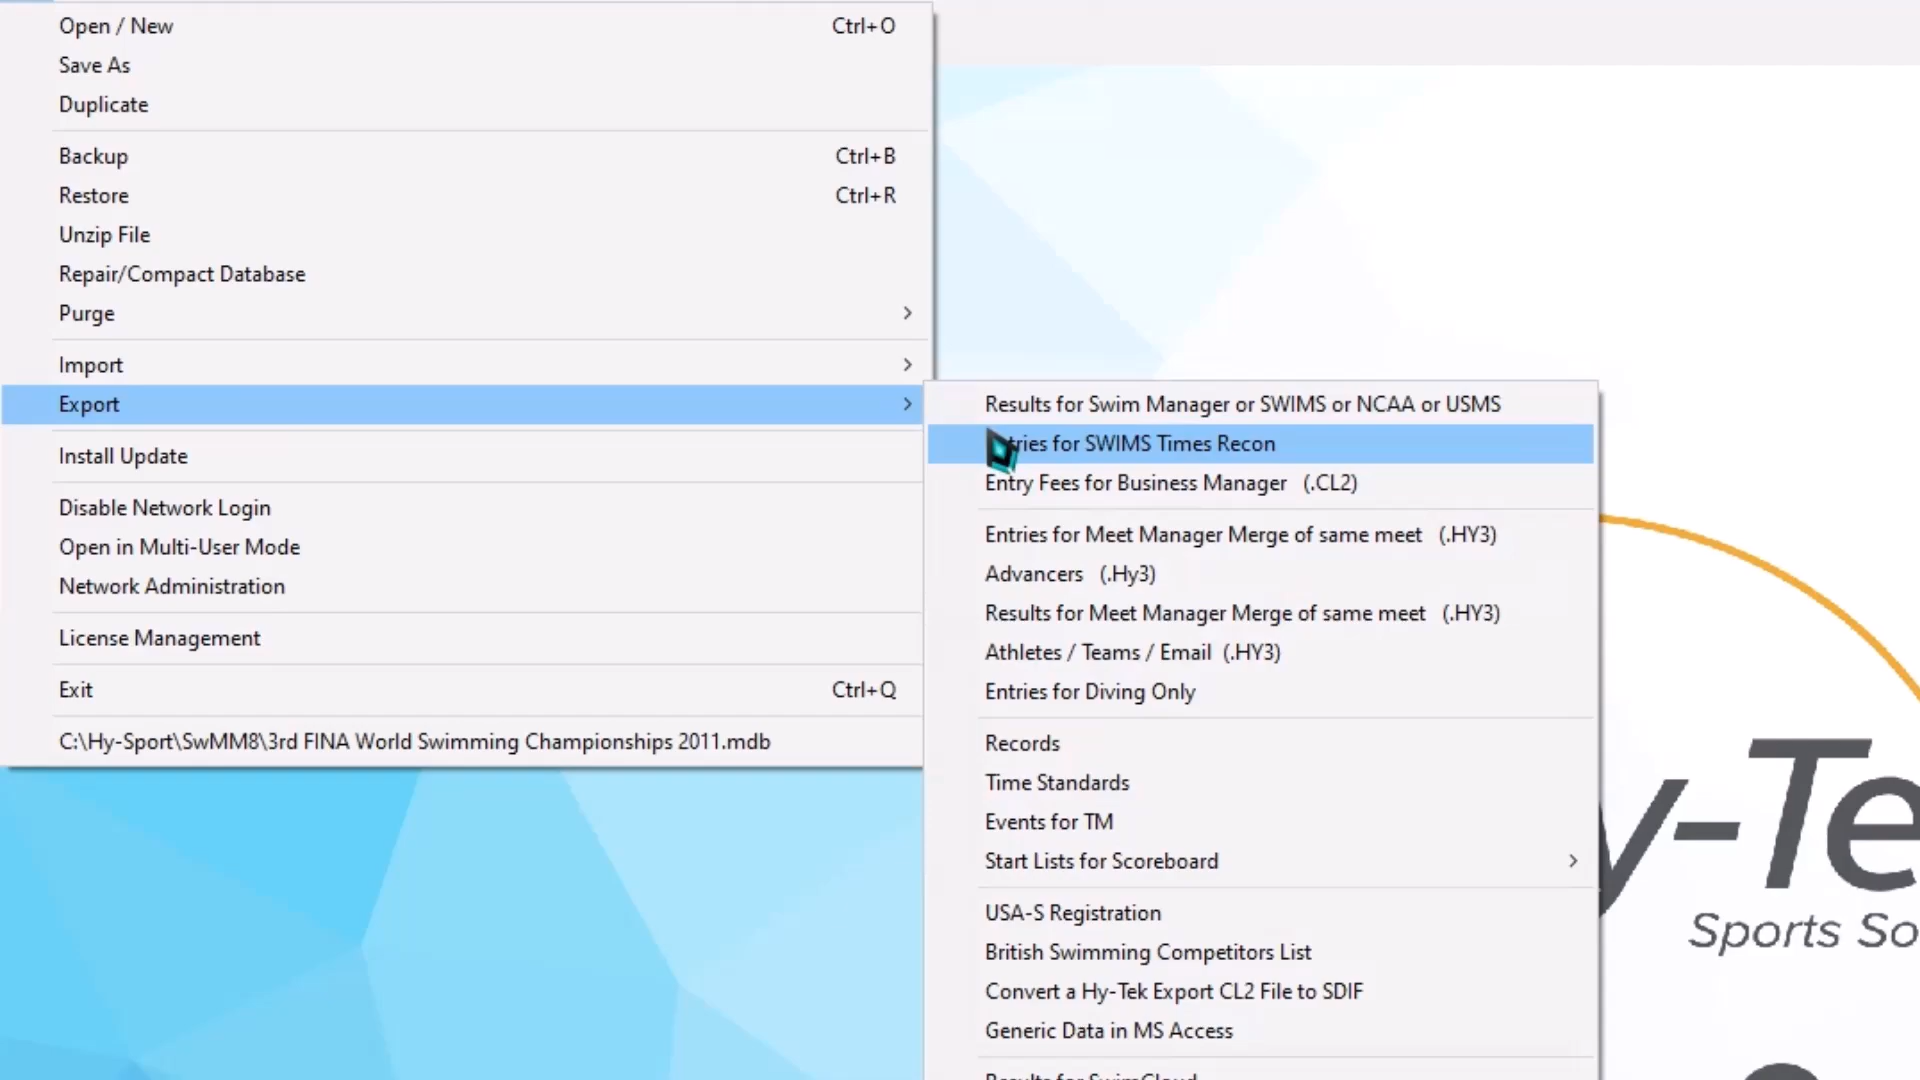 Open / New Ctrl+O
Save As
Duplicate
Backup Ctrl+B
Restore Ctrl+R
Unzip File
Repair/Compact Database
Purge
Import
Export
Install Update
Disable Network Login
Open in Multi-User Mode
Network Administration
License Management
Exit Ctrl+Q
C:\Hy-Sport\SwMM8\3rd FINA World Swimming Championships 2011.mdb
Results for Swim Manager or SWIMS or NCAA or USMS
for SWIMS Times Recon
Entry Fees for Business Manager (.CL2)
Entries for Meet Manager Merge of same meet (.HY3)
Advancers (.Hy3)
Results for Meet Manager Merge of same meet (.HY3)
Athletes / Teams / Email (.HY3)
Entries for Diving Only
Records
Time Standards
Events for TM
Start Lists for Scoreboard
USA-S Registration
British Swimming Competitors List
Convert a Hy-Tek Export CL2 File to SDIF
Generic Data in MS Access
Results for SwimCloud
y-Te
Sports So